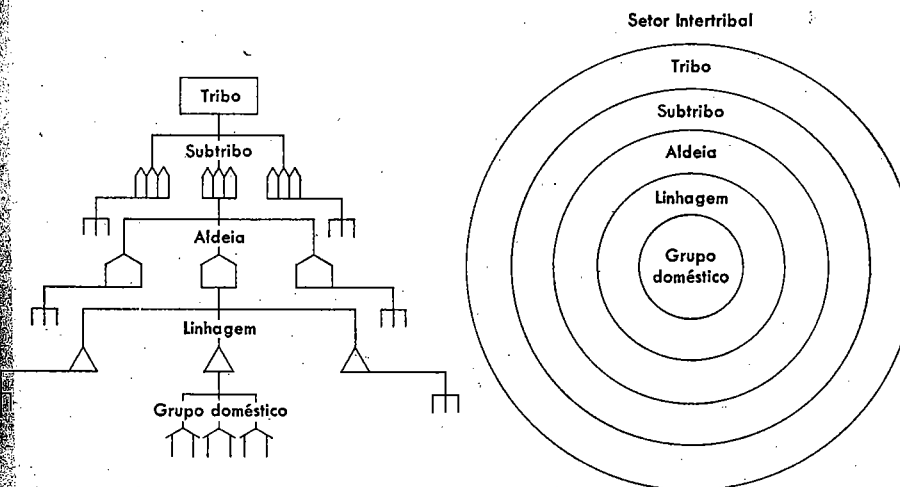 Tribo
Subtribo
Aldeia
Linhagem
Grupo doméstico
Setor Intertribal
Tribo
Subtribo
Aldeia
Linhagem
Grupo
doméstico